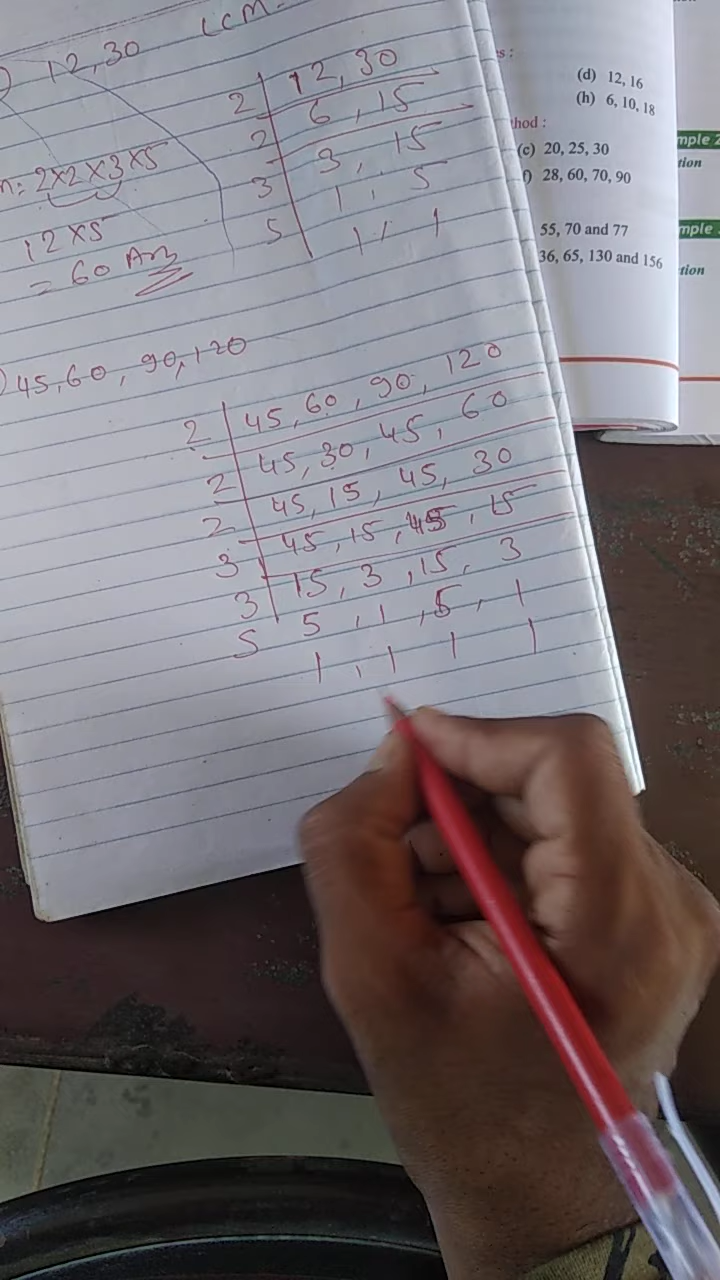 12,30 LCM.
2 | 12, 30
2 | 6, 15
3 | 3, 15
5 | 1, 5
1, 1
2×2×3×5
12×5
= 60 Ans
45,60, 90,120
2 | 45, 60, 90, 120
2 | 45, 30, 45, 60
2 | 45, 15, 45, 30
3 | 45, 15, 45, 15
3 | 15, 3, 15, 3
5 5, 1, 5, 1
1, 1 1 1
(d) 12, 16
(h) 6, 10, 18
(c) 20, 25, 30
28, 60, 70, 90
55, 70 and 77
36, 65, 130 and 156
mple 2
tion
mple
tion